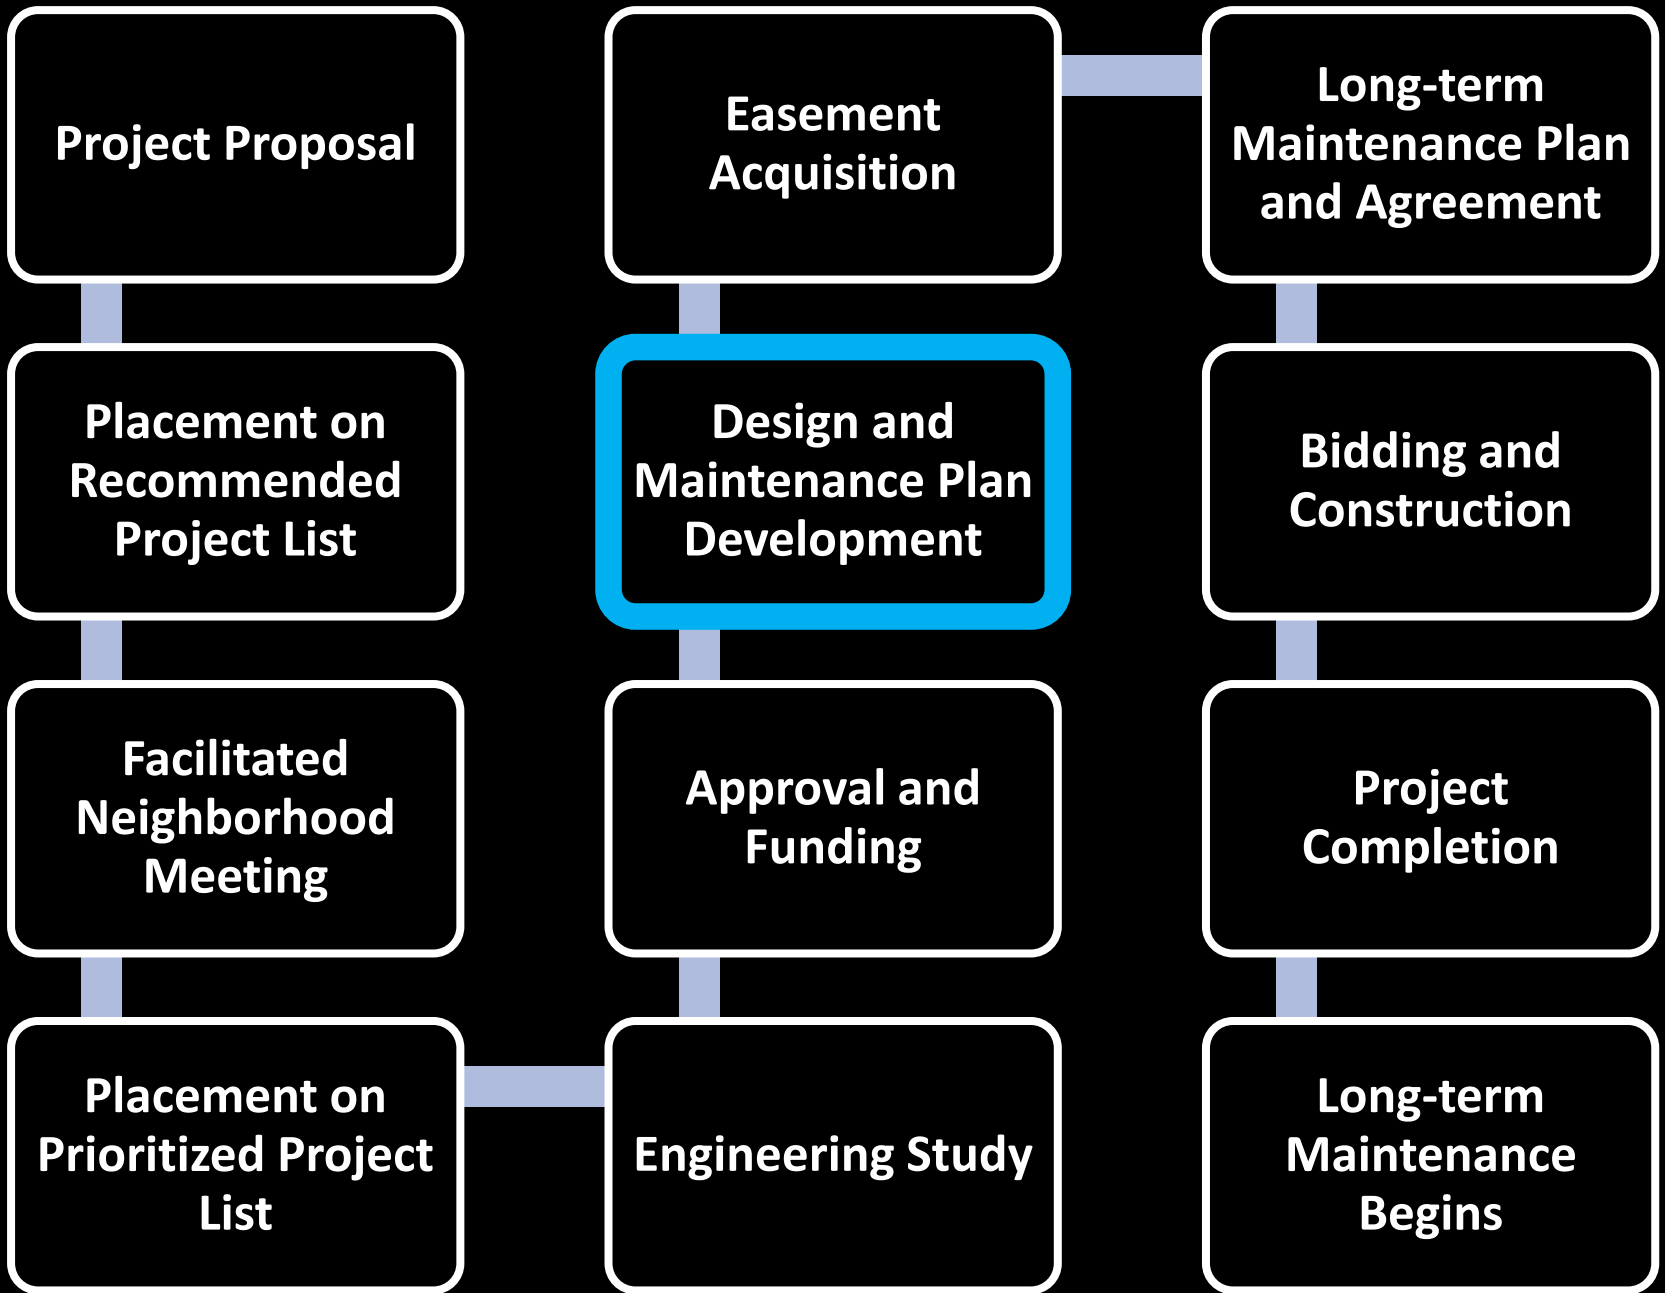 Project Proposal
Placement on
Recommended
Project List
Facilitated
Neighborhood
Meeting
Placement on
Prioritized Project
List
Engineering Study
Approval and
Funding
Design and
Maintenance Plan
Development
Easement
Acquisition
Long-term
Maintenance Plan
and Agreement
Bidding and
Construction
Project
Completion
Long-term
Maintenance
Begins